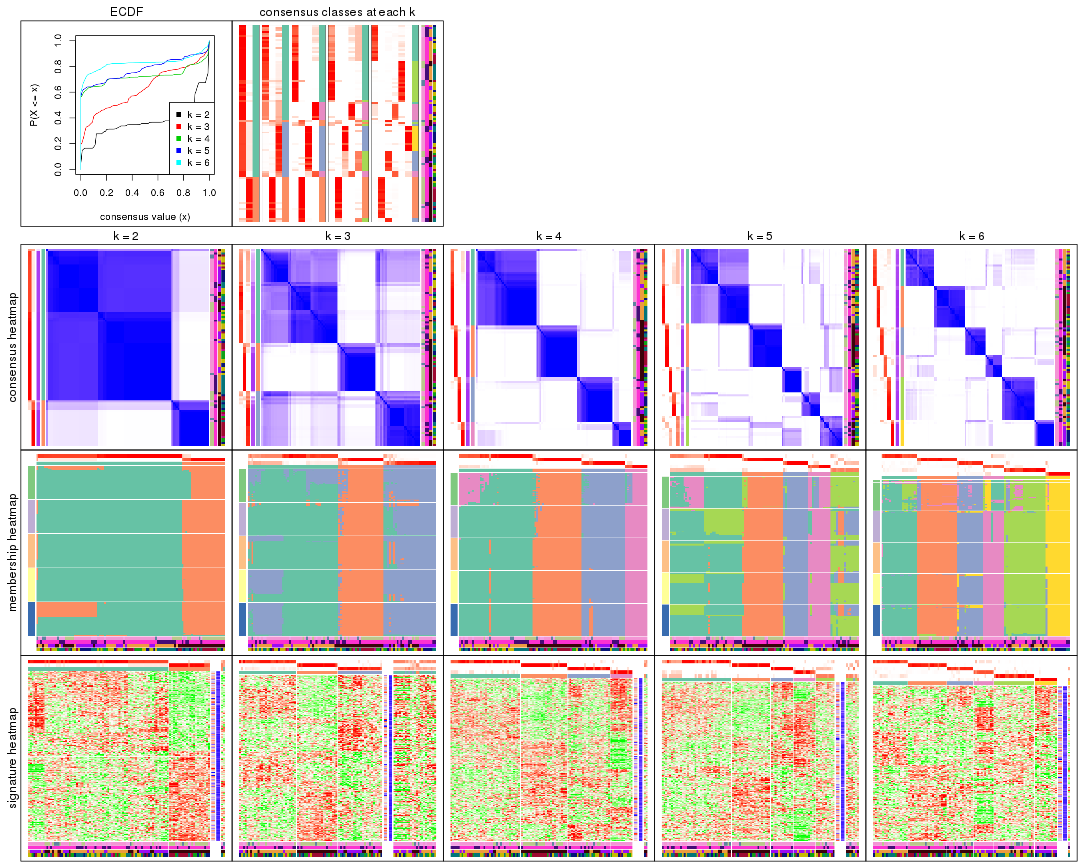 ECDF
consensus classes at each k
P(X <= x)
0.0 0.2 0.4 0.6 0.8 1.0
k = 2
k = 3
k = 4
k = 5
k = 6
0.0 0.2 0.4 0.6 0.8 1.0
consensus value (x)
k = 2
k = 3
k = 4
k = 5
k = 6
consensus heatmap
membership heatmap
signature heatmap